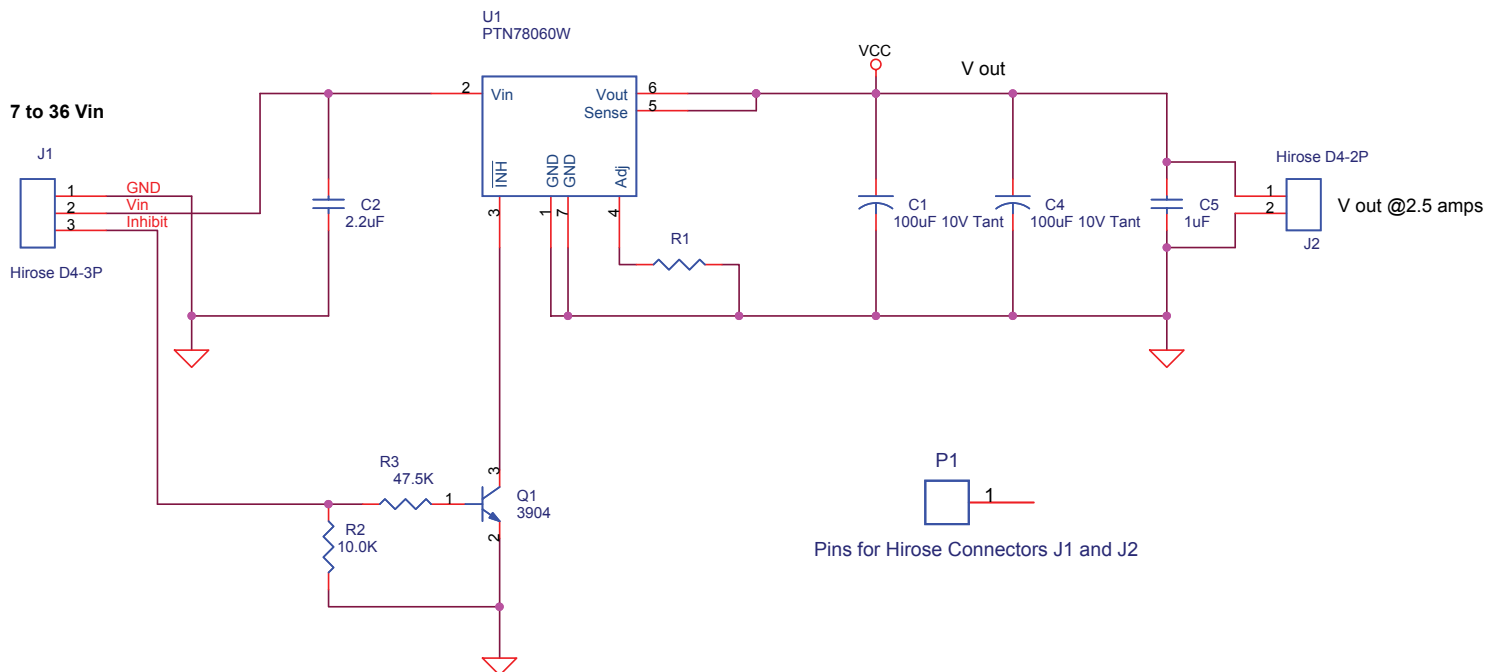 U1
PTN78060W
VCC
V out
7 to 36 Vin
2
Vin
Vout
6
Sense
5
J1
Hirose D4-2P
GND
1
Vin
2
Inhibit
3
INH
GND
GND
Adj
C2
2.2uF
3
1
7
4
C1
100uF 10V Tant
C4
100uF 10V Tant
C5
1uF
1
2
V out @2.5 amps
J2
R1
Hirose D4-3P
R3
47.5K
1
3
Q1
3904
2
R2
10.0K
P1
1
Pins for Hirose Connectors J1 and J2